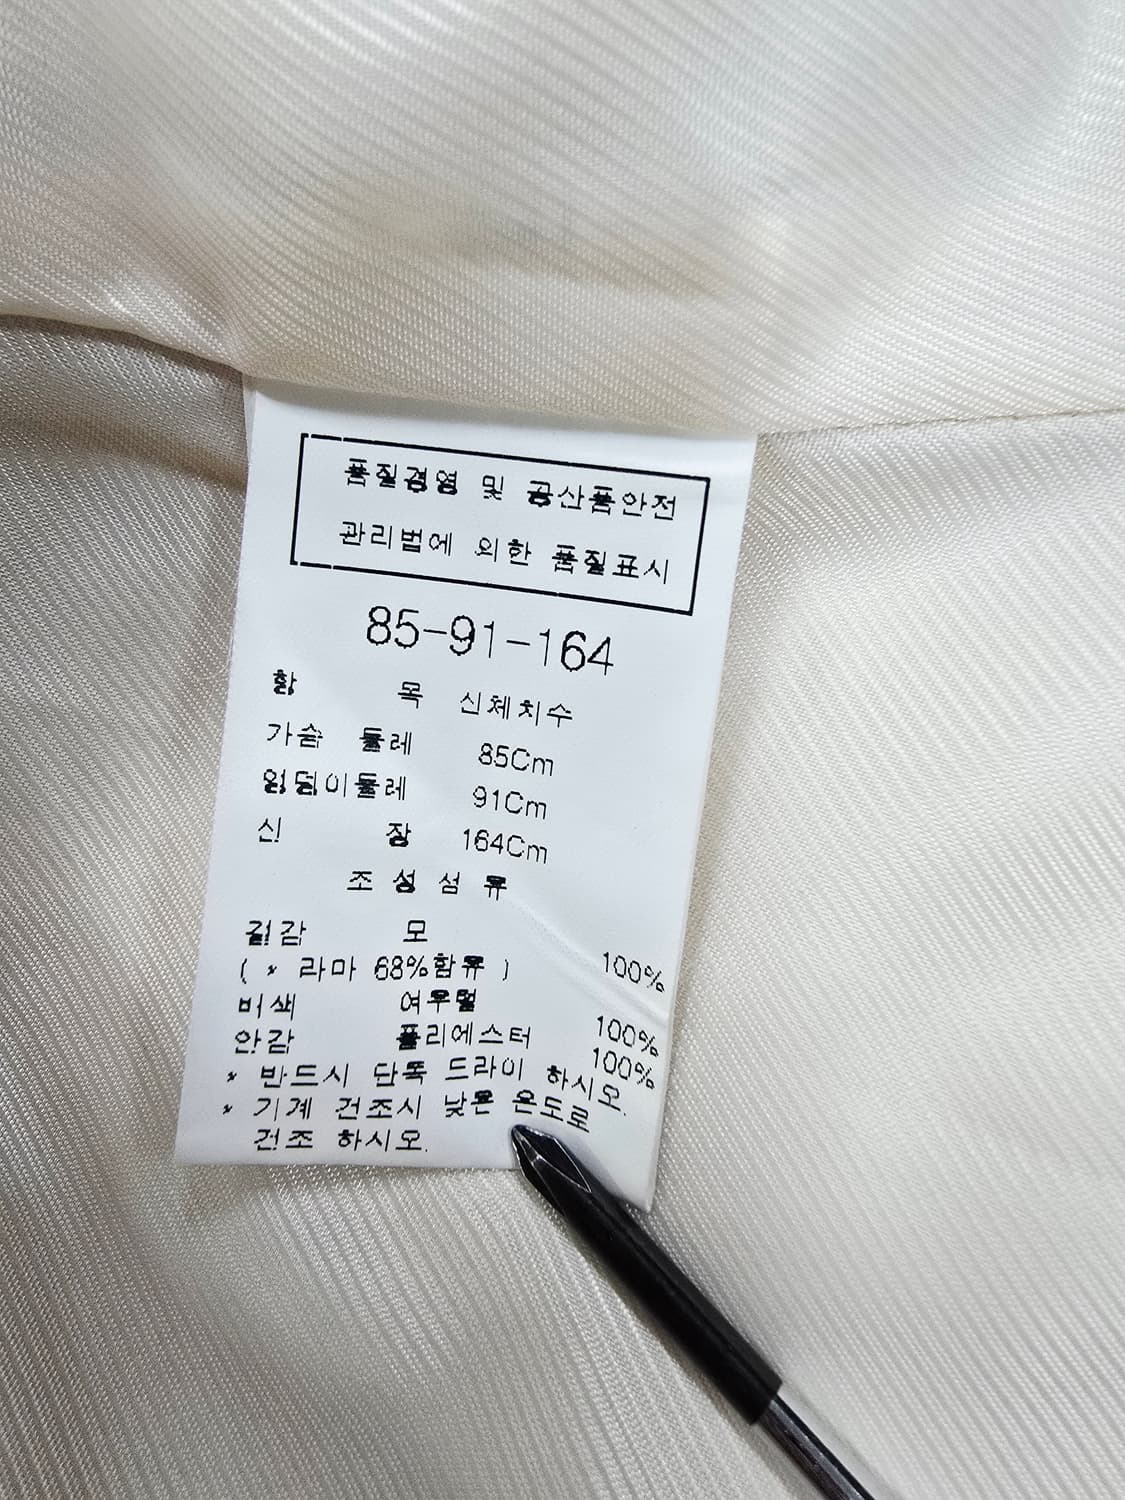 품질경영 및 공산품안전
관리법에 의한 품질표시
85-91-164
항 목 신체치수
가슴 둘레 85Cm
엉덩이둘레 91Cm
신 장 164Cm
조 성 섬 유
겉감 모 100%
( * 라마 68%함유 )
배색 여우털 100%
안감 폴리에스터 100%
* 반드시 단독 드라이 하시오.
* 기계 건조시 낮은 온도로
건조 하시오.